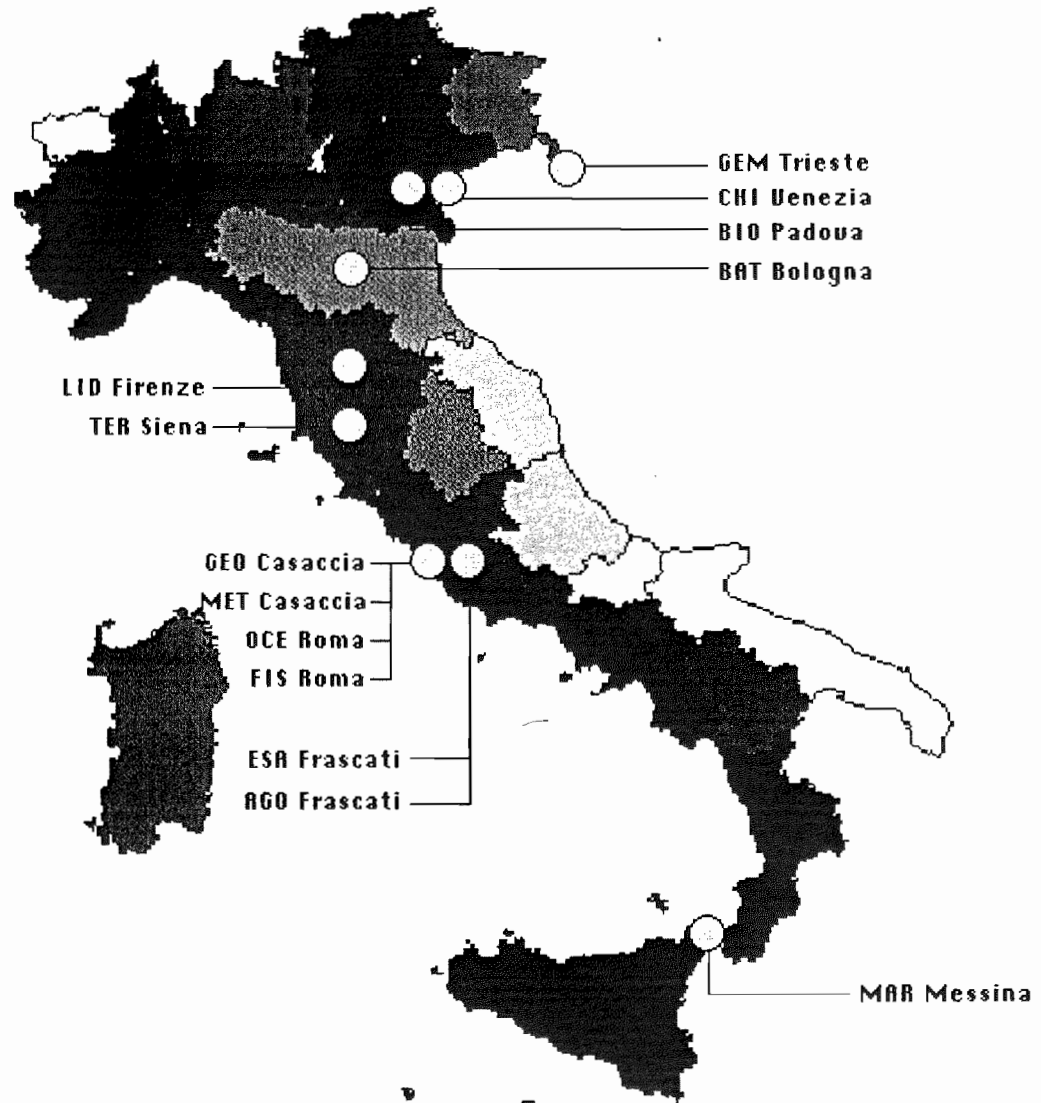 GEM Trieste
CHI Venezia
BIO Padova
BAT Bologna
LID Firenze
TER Siena
GEO Casaccia
MET Casaccia
OCE Roma
FIS Roma
ESA Frascati
AGO Frascati
MAR Messina